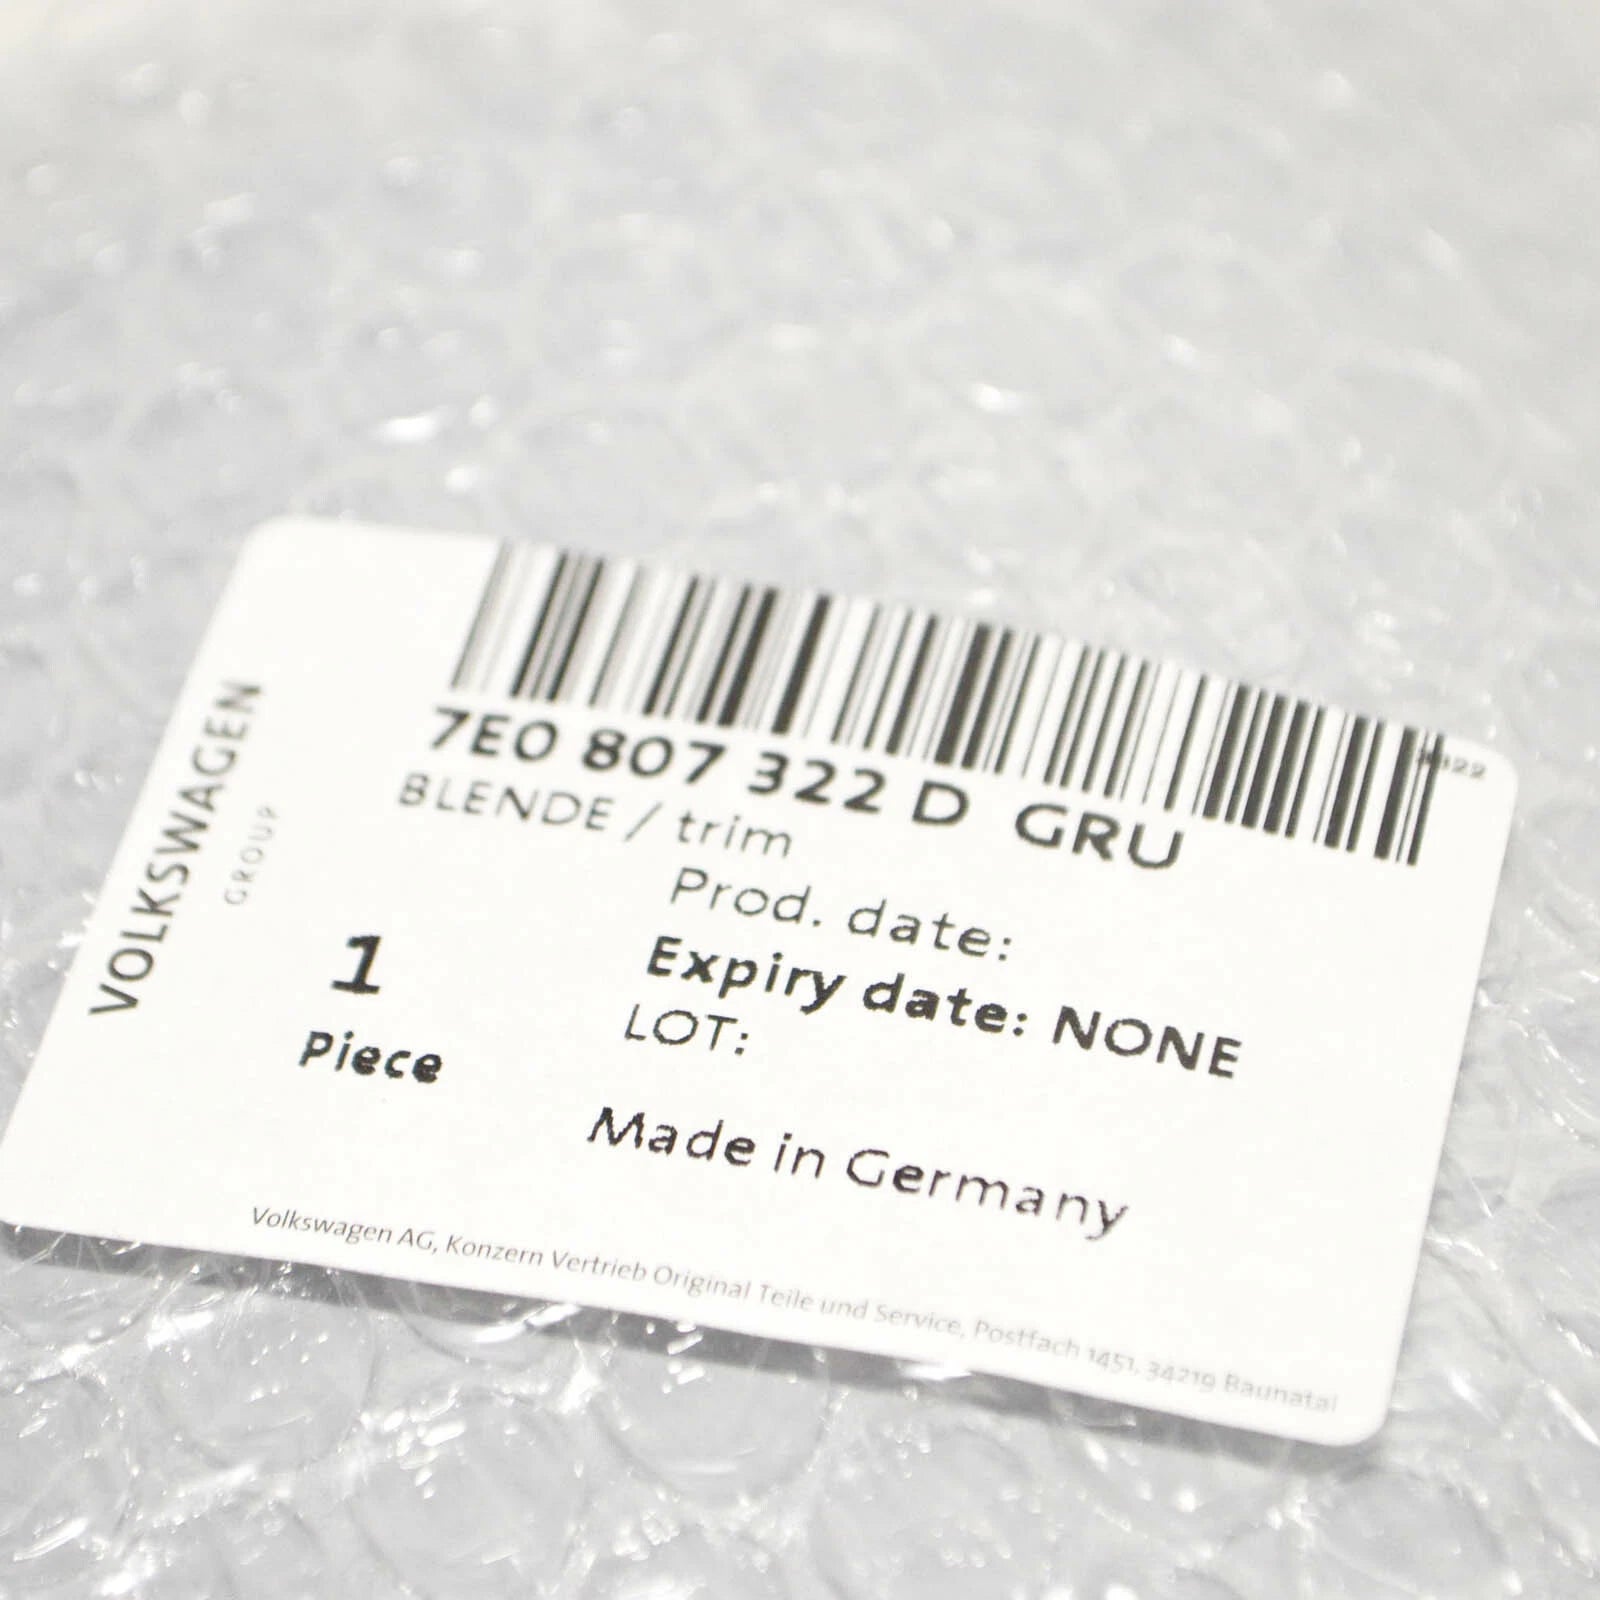 VOLKSWAGEN
GROUP
7E0 807 322 D GRU
BLENDE / trim
Prod. date:
Expiry date: NONE
LOT:
1
Piece
Made in Germany
Volkswagen AG, Konzern Vertrieb Original Teile und Service, Postfach 1451, 34219 Baunatal